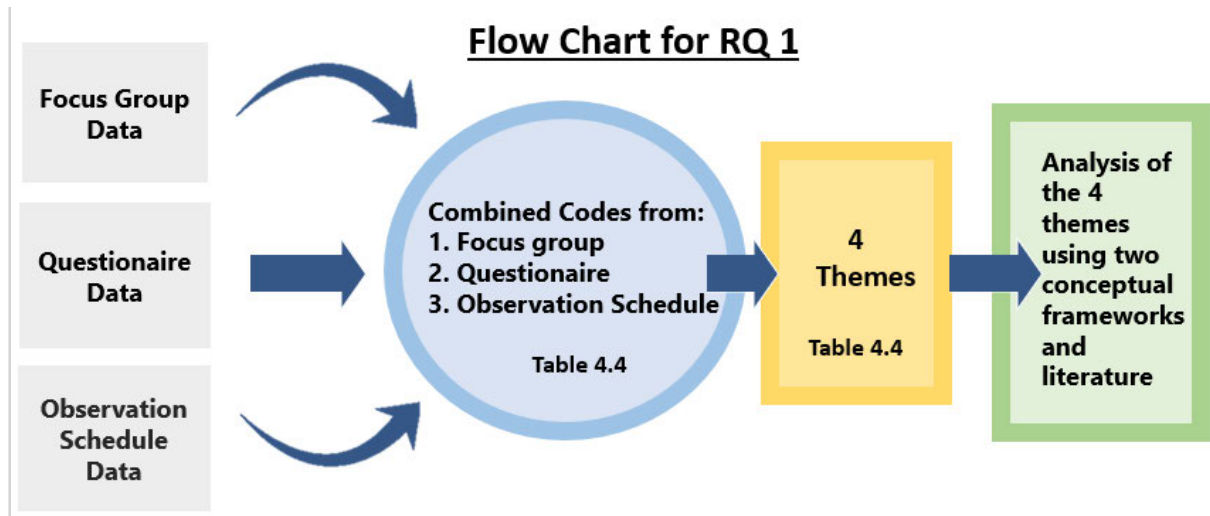 Flow Chart for RQ 1
Focus Group
Data
Questionaire
Data
Observation
Schedule
Data
Combined Codes from:
1. Focus group
2. Questionaire
3. Observation Schedule
Table 4.4
4
Themes
Table 4.4
Analysis of
the 4
themes
using two
conceptual
frameworks
and
literature